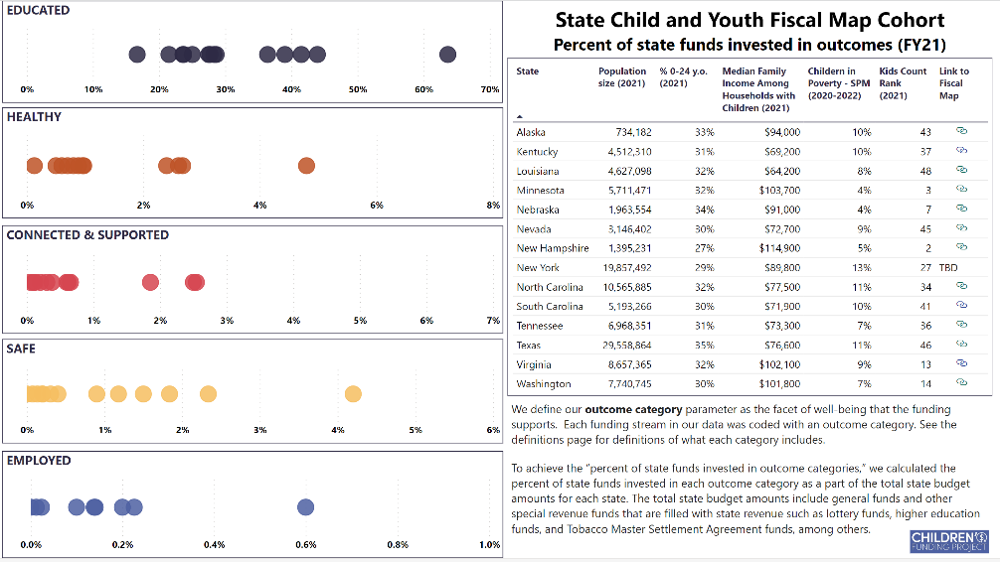 EDUCATED
0% 10% 20% 30% 40% 50% 60% 70%
HEALTHY
0% 2% 4% 6% 8%
CONNECTED & SUPPORTED
0% 1% 2% 3% 4% 5% 6% 7%
SAFE
0% 1% 2% 3% 4% 5% 6%
EMPLOYED
0.0% 0.2% 0.4% 0.6% 0.8% 1.0%
State Child and Youth Fiscal Map Cohort
Percent of state funds invested in outcomes (FY21)
State Population size (2021) % 0-24 y.o. (2021) Median Family Income Among Households with Children (2021) Childern in Poverty - SPM (2020-2022) Kids Count Rank (2021) Link to Fiscal Map
Alaska 734,182 33% $94,000 10% 43
Kentucky 4,512,310 31% $69,200 10% 37
Louisiana 4,627,098 32% $64,200 8% 48
Minnesota 5,711,471 32% $103,700 4% 3
Nebraska 1,963,554 34% $91,000 4% 7
Nevada 3,146,402 30% $72,700 9% 45
New Hampshire 1,395,231 27% $114,900 5% 2
New York 19,857,492 29% $89,800 13% 27 TBD
North Carolina 10,565,885 32% $77,500 11% 34
South Carolina 5,193,266 30% $71,900 10% 41
Tennessee 6,968,351 31% $73,300 7% 36
Texas 29,558,864 35% $76,600 11% 46
Virginia 8,657,365 32% $102,100 9% 13
Washington 7,740,745 30% $101,800 7% 14
We define our outcome category parameter as the facet of well-being that the funding
supports. Each funding stream in our data was coded with an outcome category. See the
definitions page for definitions of what each category includes.
To achieve the "percent of state funds invested in outcome categories," we calculated the
percent of state funds invested in each outcome category as a part of the total state budget
amounts for each state. The total state budget amounts include general funds and other
special revenue funds that are filled with state revenue such as lottery funds, higher education
funds, and Tobacco Master Settlement Agreement funds, among others.
CHILDREN'S
FUNDING PROJECT